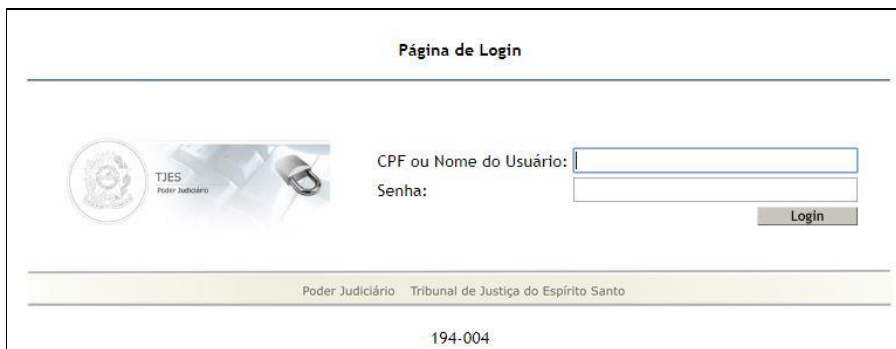 Página de Login
TJES
Poder Judiciário
CPF ou Nome do Usuário:
Senha:
Login
Poder Judiciário Tribunal de Justiça do Espírito Santo
194-004